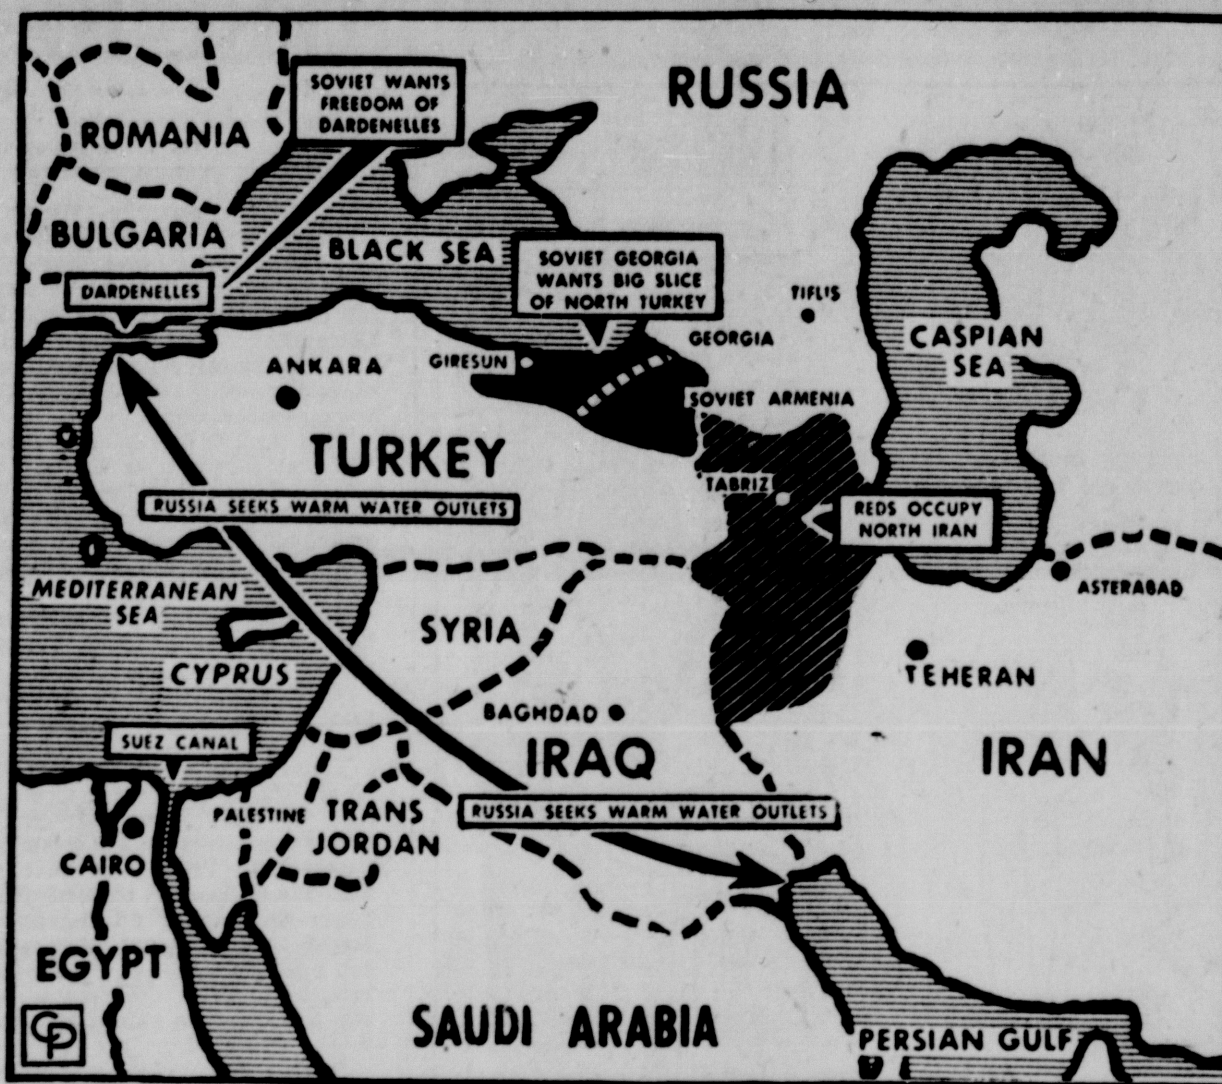 RUSSIA
SOVIET WANTS
FREEDOM OF
DARDENELLES
ROMANIA
BULGARIA
BLACK SEA
SOVIET GEORGIA
WANTS BIG SLICE
OF NORTH TURKEY
DARDENELLES
TIFLIS
GEORGIA
CASPIAN
SEA
ANKARA
GIRESUN
SOVIET ARMENIA
TURKEY
TABRIZ
RUSSIA SEEKS WARM WATER OUTLETS
REDS OCCUPY
NORTH IRAN
MEDITERRANEAN
SEA
ASTERABAD
SYRIA
CYPRUS
TEHERAN
BAGHDAD
SUEZ CANAL
IRAQ
IRAN
PALESTINE
TRANS
JORDAN
RUSSIA SEEKS WARM WATER OUTLETS
CAIRO
EGYPT
SAUDI ARABIA
PERSIAN GULF
CP